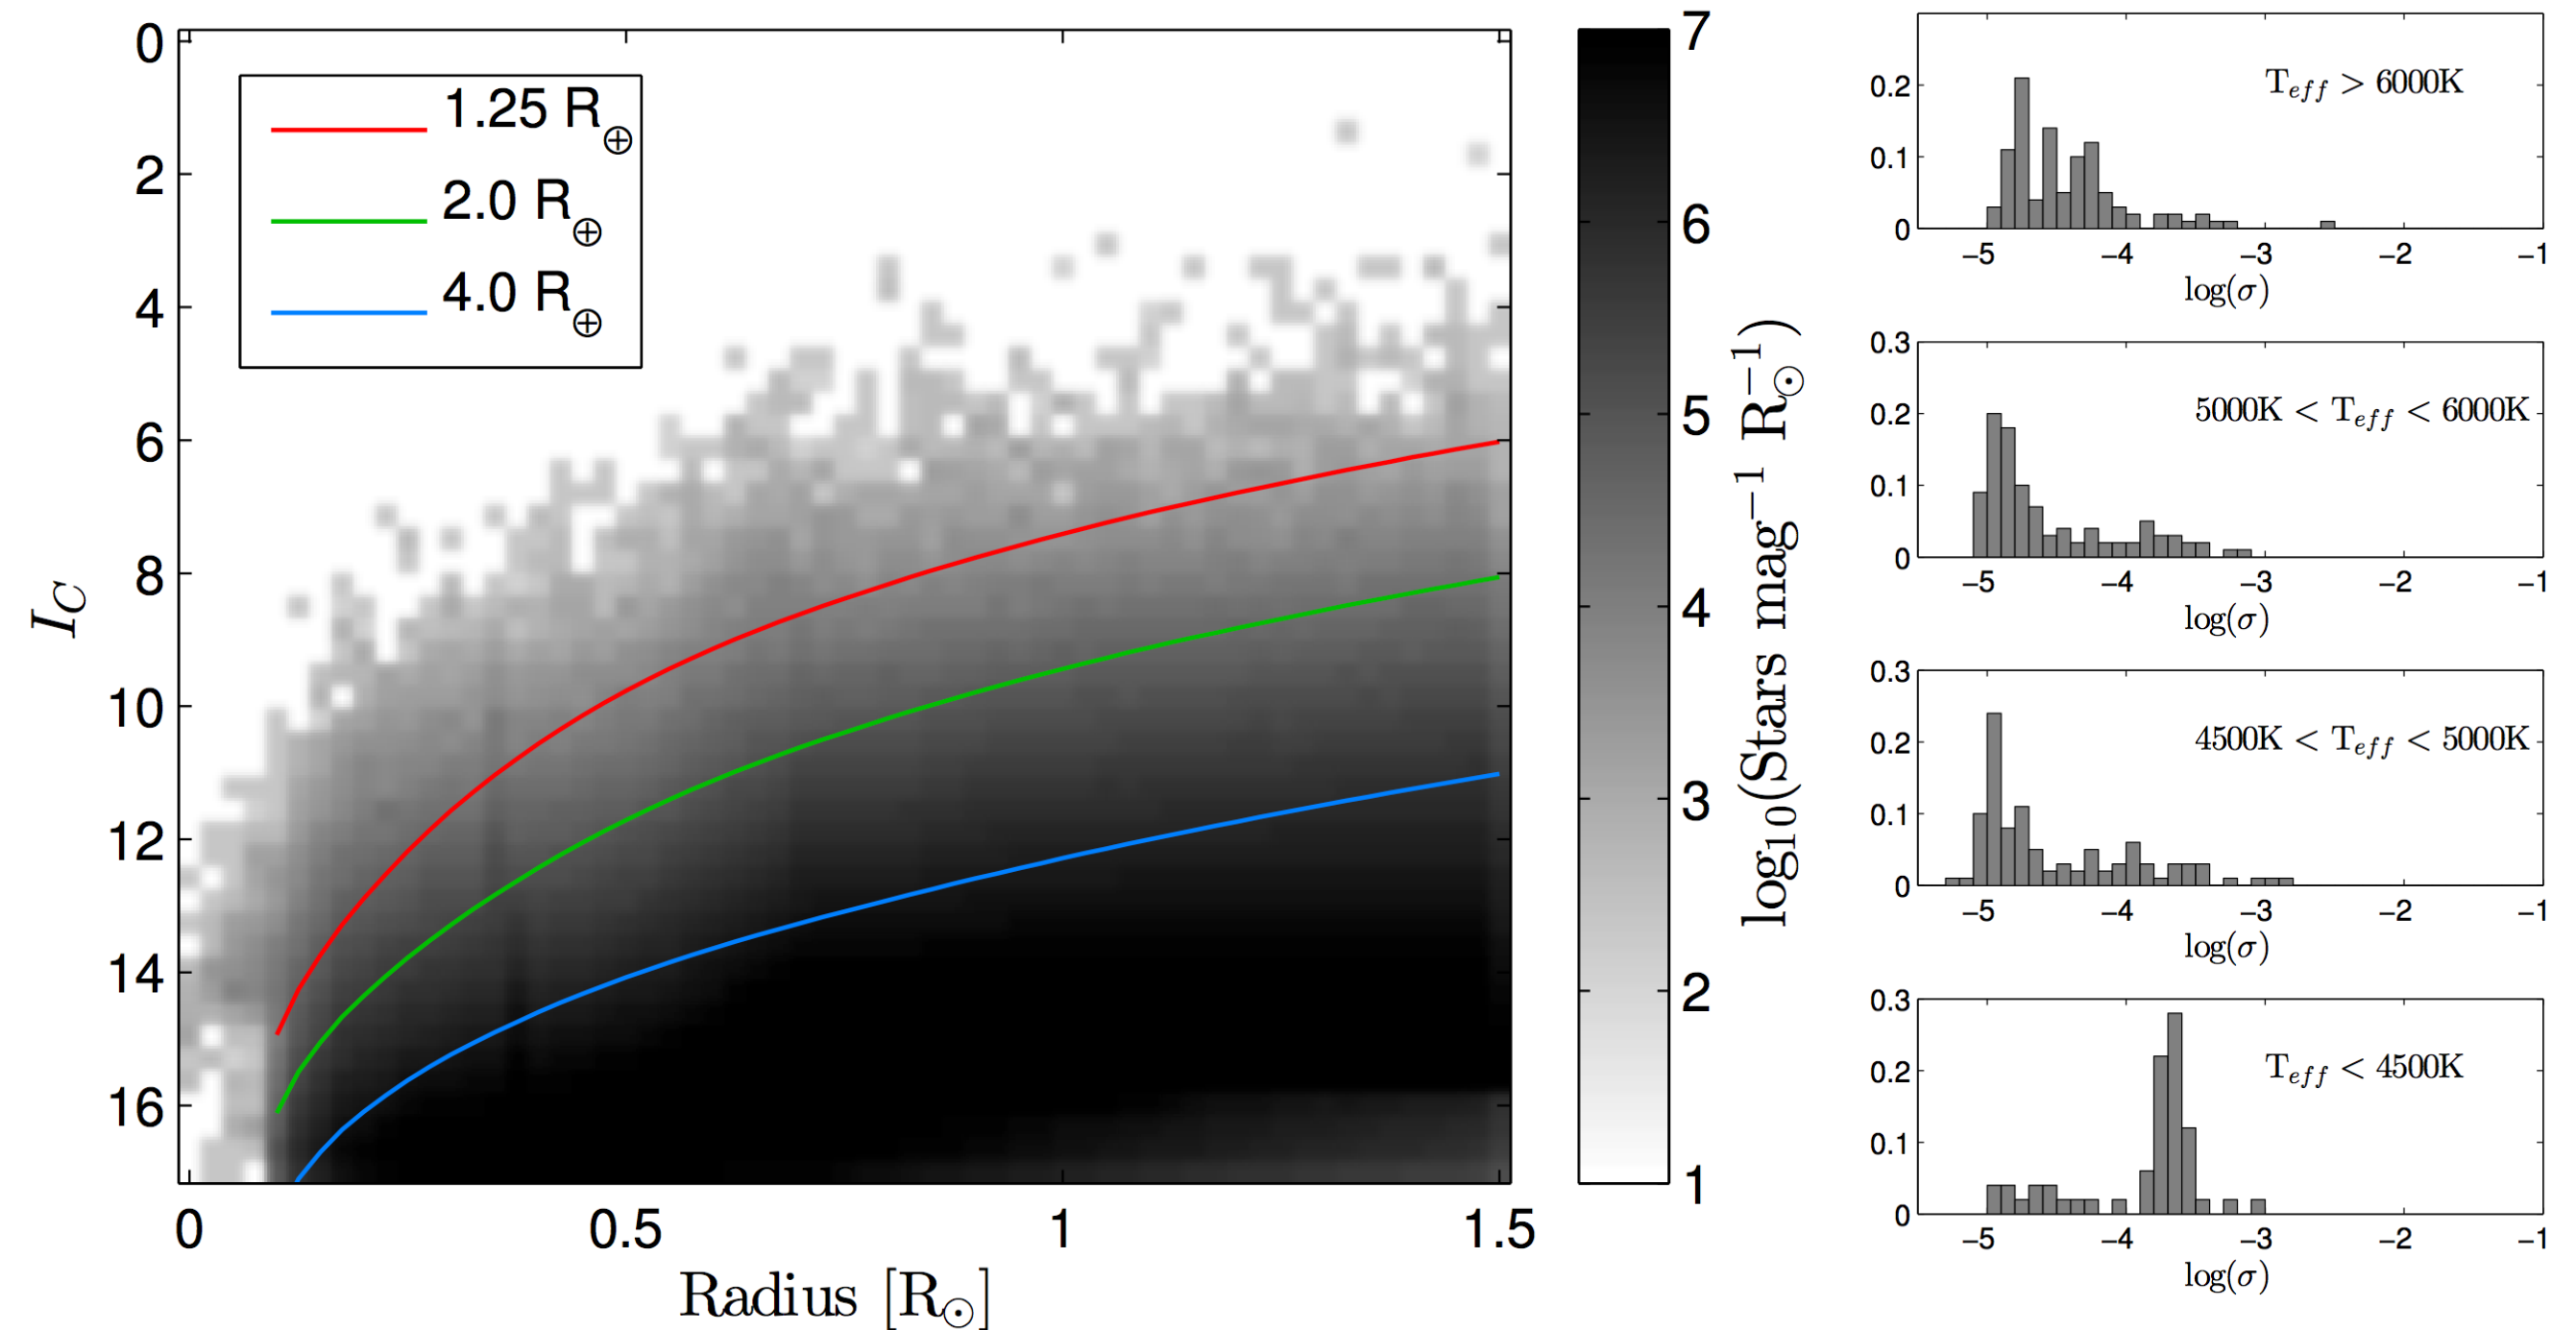 0
2
4
6
8
10
12
14
16
I_C
1.25 R⊕
2.0 R⊕
4.0 R⊕
0 0.5 1 1.5
Radius [R⊙]
7
6
5
4
3
2
1
log₁₀(Stars mag⁻¹ R⊙⁻¹)
T_eff > 6000K
0.2
0.1
0
−5 −4 −3 −2 −1
log(σ)
0.3
5000K < T_eff < 6000K
0.2
0.1
0
−5 −4 −3 −2 −1
log(σ)
0.3
4500K < T_eff < 5000K
0.2
0.1
0
−5 −4 −3 −2 −1
log(σ)
0.3
T_eff < 4500K
0.2
0.1
0
−5 −4 −3 −2 −1
log(σ)